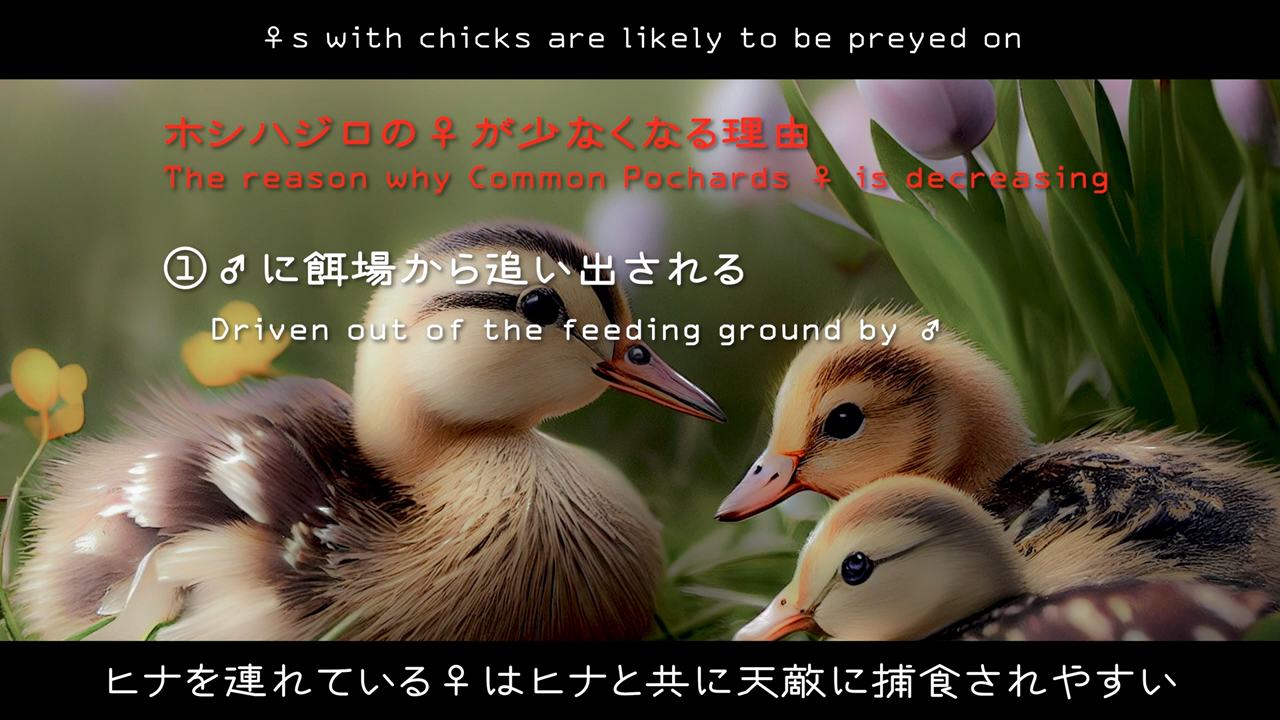 ♀s with chicks are likely to be preyed on
ホシハジロの♀が少なくなる理由
The reason why Common Pochards ♀ is decreasing
①♂に餌場から追い出される
Driven out of the feeding ground by ♂
ヒナを連れている♀はヒナと共に天敵に捕食されやすい